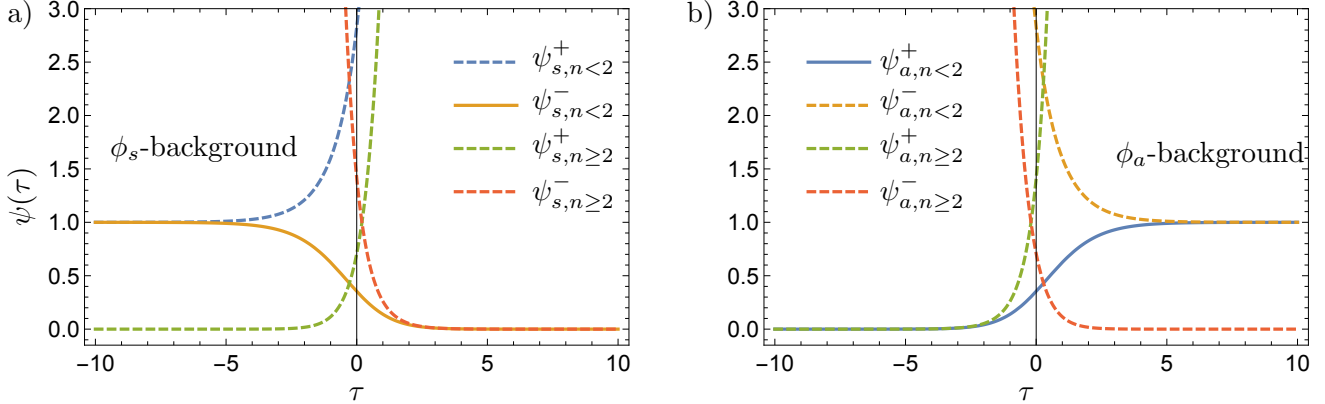 a)
3.0
2.5
2.0
1.5
1.0
0.5
0.0
ψ(τ)
−10 −5 0 5 10
τ
ϕ_s-background
ψ^+_{s,n<2}
ψ^-_{s,n<2}
ψ^+_{s,n≥2}
ψ^-_{s,n≥2}
b)
3.0
2.5
2.0
1.5
1.0
0.5
0.0
−10 −5 0 5 10
τ
ψ^+_{a,n<2}
ψ^-_{a,n<2}
ψ^+_{a,n≥2}
ψ^-_{a,n≥2}
ϕ_a-background